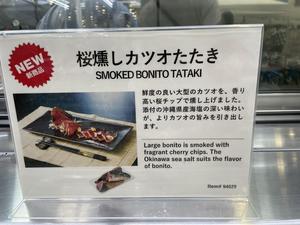 NEW
新商品
桜燻しカツオたたき
SMOKED BONITO TATAKI
鮮度の良い大型のカツオを、香り
高い桜チップで燻し上げました。
添付の沖縄県産海塩の深い味わい
が、よりカツオの旨みを引き出し
ます。
Large bonito is smoked with
fragrant cherry chips. The
Okinawa sea salt suits the flavor
of bonito.
Item# 94029